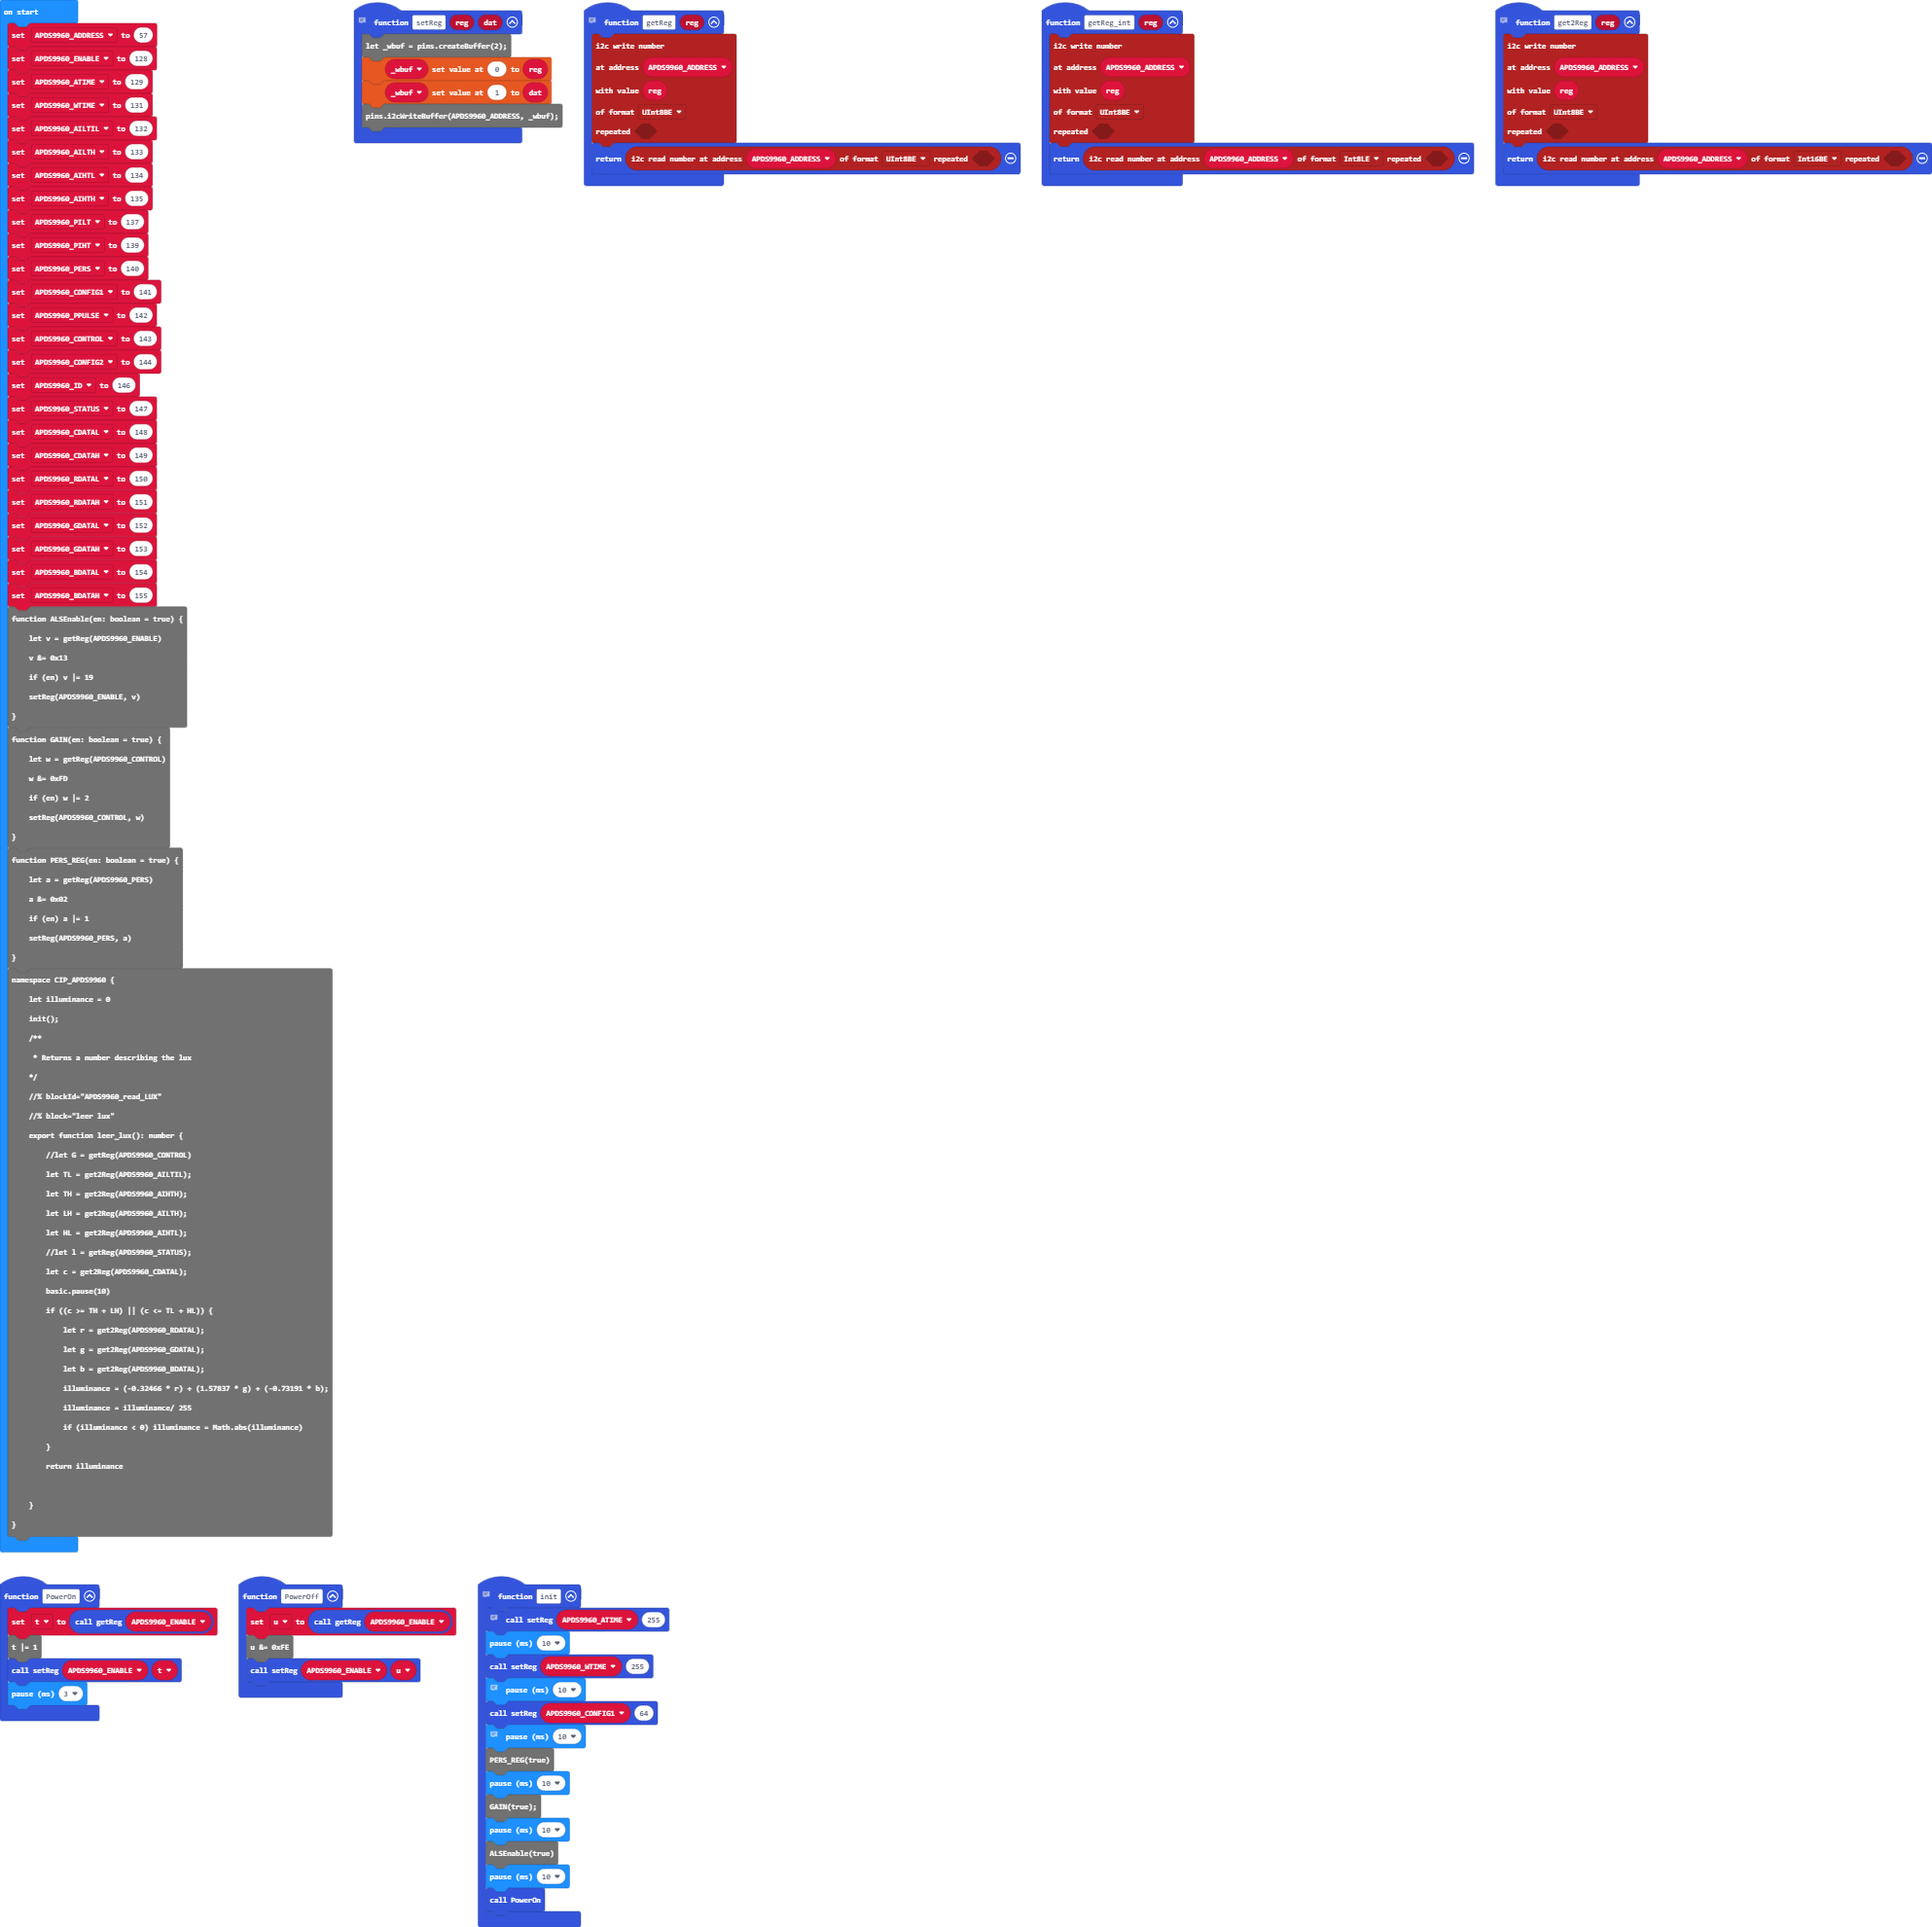 on start
set APDS9960_ADDRESS to 57
set APDS9960_ENABLE to 128
set APDS9960_ATIME to 129
set APDS9960_WTIME to 131
set APDS9960_AILTIL to 132
set APDS9960_AILTH to 133
set APDS9960_AIHTL to 134
set APDS9960_AIHTH to 135
set APDS9960_PILT to 137
set APDS9960_PIHT to 139
set APDS9960_PERS to 140
set APDS9960_CONFIG1 to 141
set APDS9960_PPULSE to 142
set APDS9960_CONTROL to 143
set APDS9960_CONFIG2 to 144
set APDS9960_ID to 146
set APDS9960_STATUS to 147
set APDS9960_CDATAL to 148
set APDS9960_CDATAH to 149
set APDS9960_RDATAL to 150
set APDS9960_RDATAH to 151
set APDS9960_GDATAL to 152
set APDS9960_GDATAH to 153
set APDS9960_BDATAL to 154
set APDS9960_BDATAH to 155
function ALSEnable(en: boolean = true) {
let v = getReg(APDS9960_ENABLE)
v &= 0x13
if (en) v |= 19
setReg(APDS9960_ENABLE, v)
}
function GAIN(en: boolean = true) {
let w = getReg(APDS9960_CONTROL)
w &= 0xFD
if (en) w |= 2
setReg(APDS9960_CONTROL, w)
}
function PERS_REG(en: boolean = true) {
let a = getReg(APDS9960_PERS)
a &= 0x02
if (en) a |= 1
setReg(APDS9960_PERS, a)
}
namespace CIP_APDS9960 {
let illuminance = 0
init();
/**
* Returns a number describing the lux
*/
//% blockId="APDS9960_read_LUX"
//% block="leer lux"
export function leer_lux(): number {
//let G = getReg(APDS9960_CONTROL)
let TL = get2Reg(APDS9960_AILTIL);
let TH = get2Reg(APDS9960_AIHTH);
let LH = get2Reg(APDS9960_AILTH);
let HL = get2Reg(APDS9960_AIHTL);
//let l = getReg(APDS9960_STATUS);
let c = get2Reg(APDS9960_CDATAL);
basic.pause(10)
if ((c >= TH + LH) || (c <= TL + HL)) {
let r = get2Reg(APDS9960_RDATAL);
let g = get2Reg(APDS9960_GDATAL);
let b = get2Reg(APDS9960_BDATAL);
illuminance = (-0.32466 * r) + (1.57837 * g) + (-0.73191 * b);
illuminance = illuminance/ 255
if (illuminance < 0) illuminance = Math.abs(illuminance)
}
return illuminance
}
}
function setReg reg dat
let _wbuf = pins.createBuffer(2);
_wbuf set value at 0 to reg
_wbuf set value at 1 to dat
pins.i2cWriteBuffer(APDS9960_ADDRESS, _wbuf);
function getReg reg
i2c write number
at address APDS9960_ADDRESS
with value reg
of format UInt8BE
repeated
return i2c read number at address APDS9960_ADDRESS of format UInt8BE repeated
function getReg_int reg
i2c write number
at address APDS9960_ADDRESS
with value reg
of format UInt8BE
repeated
return i2c read number at address APDS9960_ADDRESS of format Int8LE repeated
function get2Reg reg
i2c write number
at address APDS9960_ADDRESS
with value reg
of format UInt8BE
repeated
return i2c read number at address APDS9960_ADDRESS of format Int16BE repeated
function PowerOn
set t to call getReg APDS9960_ENABLE
t |= 1
call setReg APDS9960_ENABLE t
pause (ms) 3
function PowerOff
set u to call getReg APDS9960_ENABLE
u &= 0xFE
call setReg APDS9960_ENABLE u
function init
call setReg APDS9960_ATIME 255
pause (ms) 10
call setReg APDS9960_WTIME 255
pause (ms) 10
call setReg APDS9960_CONFIG1 64
pause (ms) 10
PERS_REG(true)
pause (ms) 10
GAIN(true);
pause (ms) 10
ALSEnable(true)
pause (ms) 10
call PowerOn